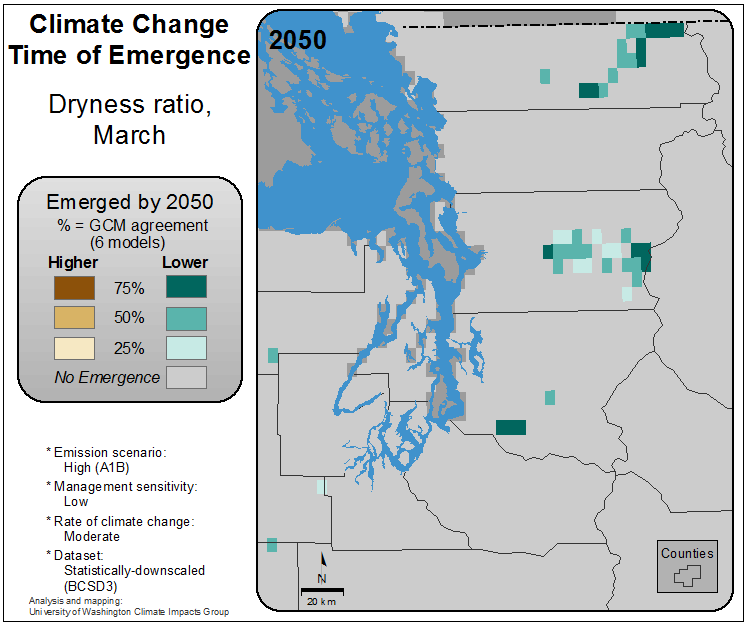 Climate Change
Time of Emergence
Dryness ratio,
March
Emerged by 2050
% = GCM agreement
(6 models)
Higher Lower
75%
50%
25%
No Emergence
* Emission scenario:
High (A1B)
* Management sensitivity:
Low
* Rate of climate change:
Moderate
* Dataset:
Statistically-downscaled
(BCSD3)
Analysis and mapping:
University of Washington Climate Impacts Group
2050
N
20 km
Counties